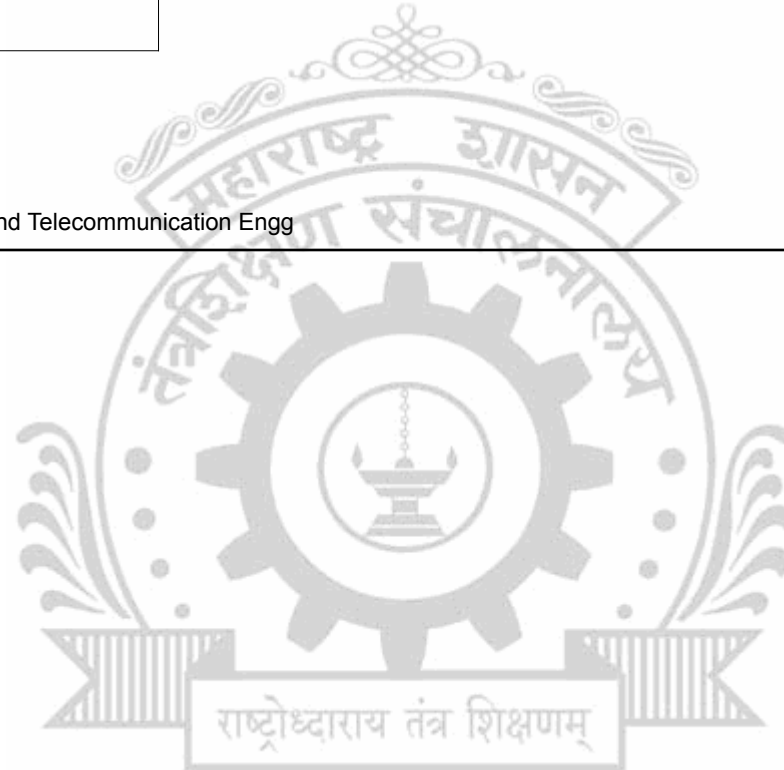 महाराष्ट्र शासन
nd Telecommunication Engg
तंत्रशिक्षण संचालनालय
राष्ट्रोध्दाराय तंत्र शिक्षणम्